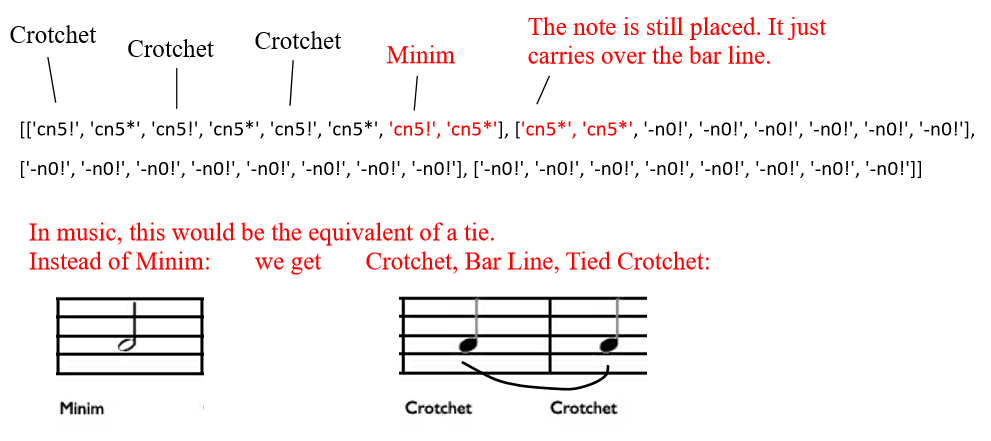 Crotchet
Crotchet
Crotchet
Minim
The note is still placed. It just
carries over the bar line.
[['cn5!', 'cn5*', 'cn5!', 'cn5*', 'cn5!', 'cn5*', 'cn5!', 'cn5*'], ['cn5*', 'cn5*', '-n0!', '-n0!', '-n0!', '-n0!', '-n0!', '-n0!'],
['-n0!', '-n0!', '-n0!', '-n0!', '-n0!', '-n0!', '-n0!', '-n0!'], ['-n0!', '-n0!', '-n0!', '-n0!', '-n0!', '-n0!', '-n0!', '-n0!']]
In music, this would be the equivalent of a tie.
Instead of Minim: we get Crotchet, Bar Line, Tied Crotchet:
Minim
Crotchet Crotchet